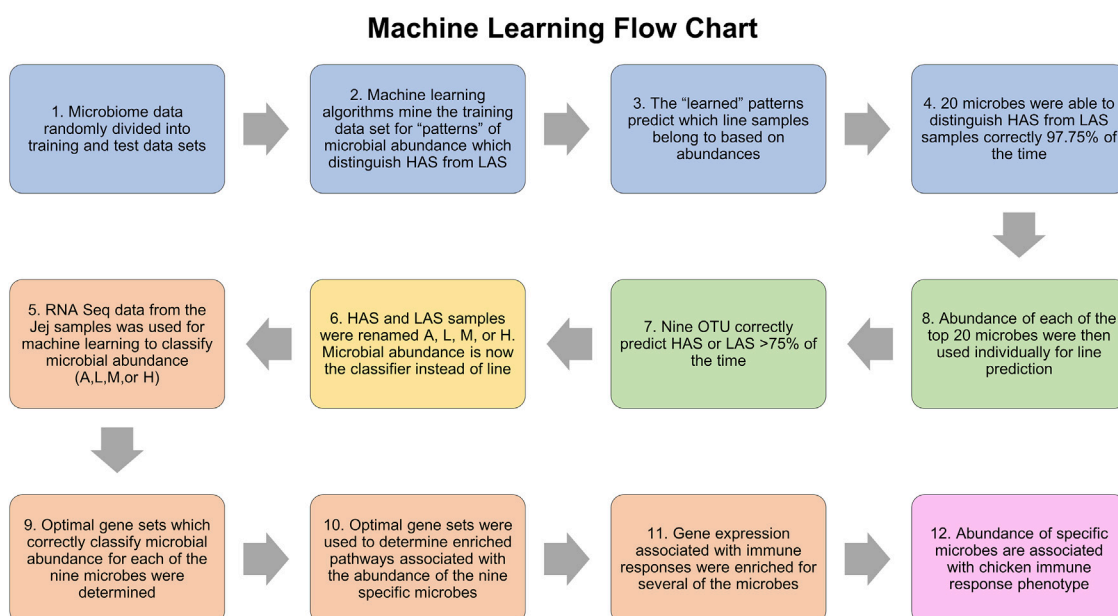 Machine Learning Flow Chart
1. Microbiome data
randomly divided into
training and test data sets
2. Machine learning
algorithms mine the training
data set for “patterns” of
microbial abundance which
distinguish HAS from LAS
3. The “learned” patterns
predict which line samples
belong to based on
abundances
4. 20 microbes were able to
distinguish HAS from LAS
samples correctly 97.75% of
the time
5. RNA Seq data from the
Jej samples was used for
machine learning to classify
microbial abundance
(A,L,M,or H)
6. HAS and LAS samples
were renamed A, L, M, or H.
Microbial abundance is now
the classifier instead of line
7. Nine OTU correctly
predict HAS or LAS >75% of
the time
8. Abundance of each of the
top 20 microbes were then
used individually for line
prediction
9. Optimal gene sets which
correctly classify microbial
abundance for each of the
nine microbes were
determined
10. Optimal gene sets were
used to determine enriched
pathways associated with
the abundance of the nine
specific microbes
11. Gene expression
associated with immune
responses were enriched for
several of the microbes
12. Abundance of specific
microbes are associated
with chicken immune
response phenotype